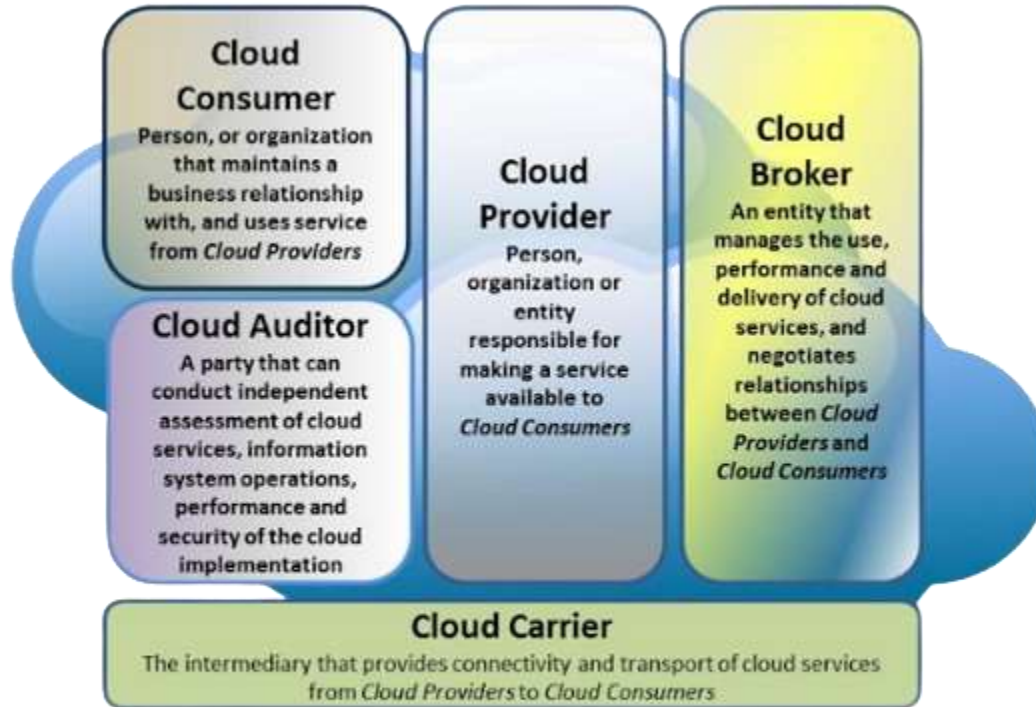 Cloud
Consumer
Person, or organization
that maintains a
business relationship
with, and uses service
from Cloud Providers
Cloud Auditor
A party that can
conduct independent
assessment of cloud
services, information
system operations,
performance and
security of the cloud
implementation
Cloud
Provider
Person,
organization or
entity
responsible for
making a service
available to
Cloud Consumers
Cloud
Broker
An entity that
manages the use,
performance and
delivery of cloud
services, and
negotiates
relationships
between Cloud
Providers and
Cloud Consumers
Cloud Carrier
The intermediary that provides connectivity and transport of cloud services
from Cloud Providers to Cloud Consumers